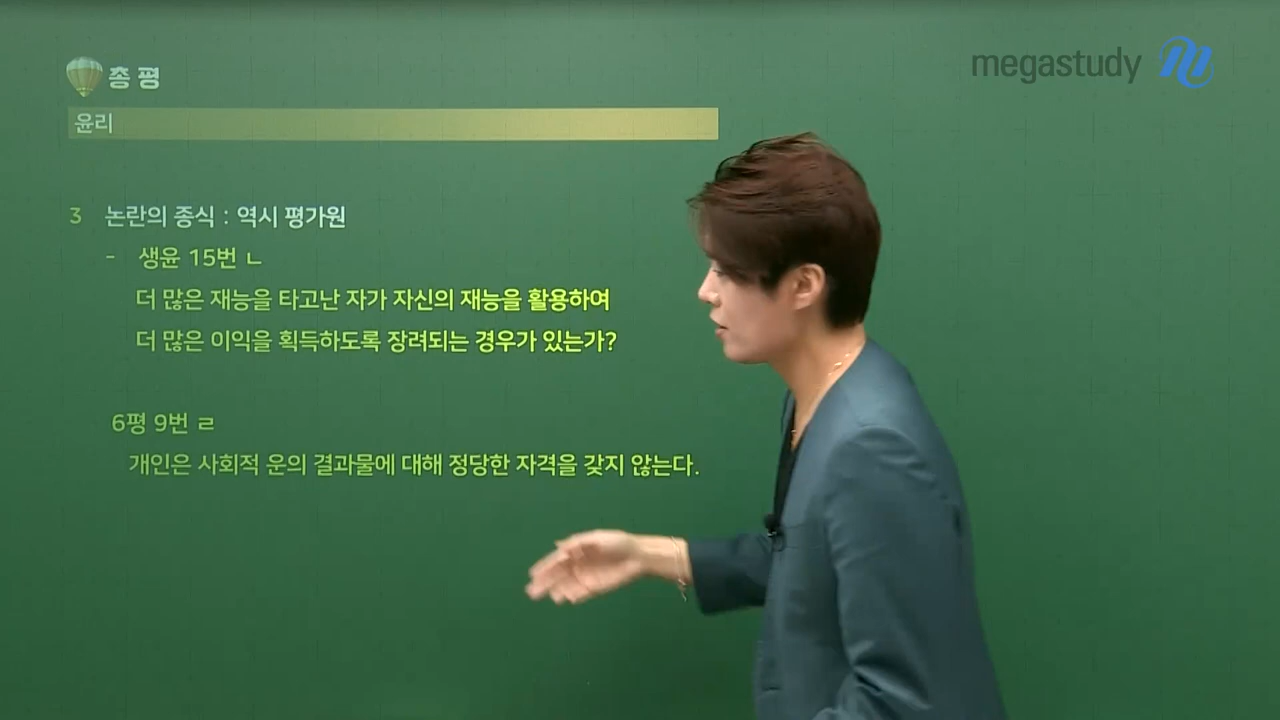 총 평
megastudy
윤리
3 논란의 종식 : 역시 평가원
- 생윤 15번 ㄴ
더 많은 재능을 타고난 자가 자신의 재능을 활용하여
더 많은 이익을 획득하도록 장려되는 경우가 있는가?
6평 9번 ㄹ
개인은 사회적 운의 결과물에 대해 정당한 자격을 갖지 않는다.